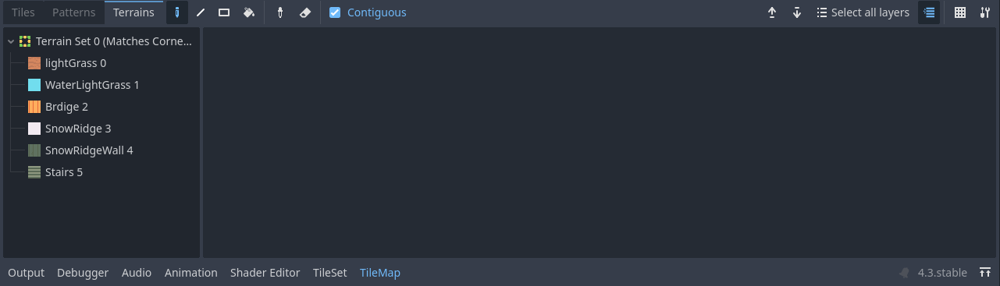 Tiles Patterns Terrains Contiguous Select all layers
Terrain Set 0 (Matches Corne...
lightGrass 0
WaterLightGrass 1
Brdige 2
SnowRidge 3
SnowRidgeWall 4
Stairs 5
Output Debugger Audio Animation Shader Editor TileSet TileMap 4.3.stable